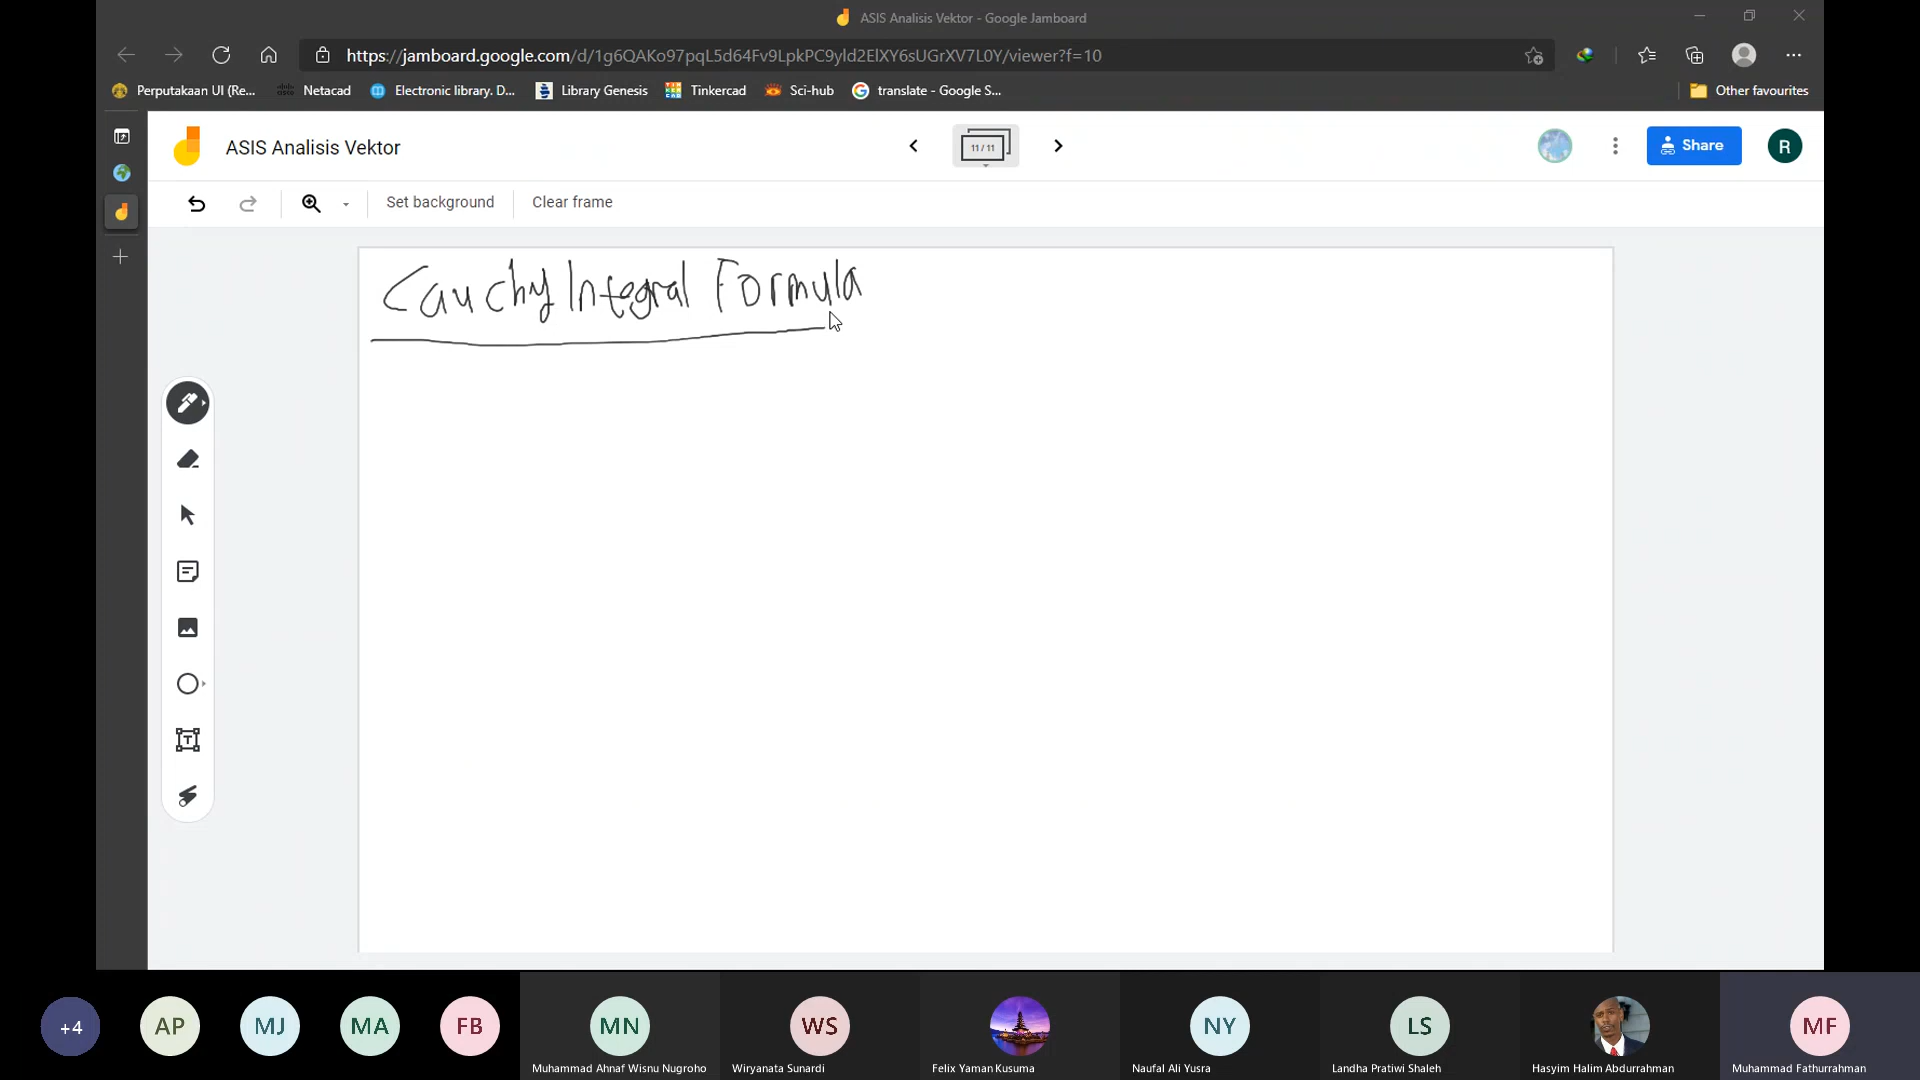 ASIS Analisis Vektor - Google Jamboard
https://jamboard.google.com/d/1g6QAKo97pqL5d64Fv9LpkPC9yld2ElXY6sUGrXV7L0Y/viewer?f=10
Perputakaan UI (Re... Netacad Electronic library. D... Library Genesis Tinkercad Sci-hub translate - Google S... Other favourites
ASIS Analisis Vektor 11 / 11 Share R
Set background Clear frame
Cauchy Integral Formula
+4 AP MJ MA FB MN WS NY LS MF
Muhammad Ahnaf Wisnu Nugroho Wiryanata Sunardi Felix Yaman Kusuma Naufal Ali Yusra Landha Pratiwi Shaleh Hasyim Halim Abdurrahman Muhammad Fathurrahman